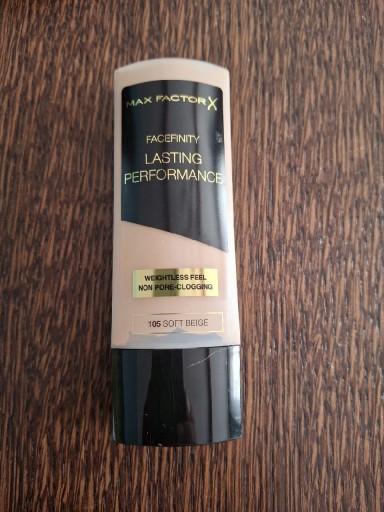 MAX FACTOR X
FACEFINITY
LASTING
PERFORMANCE
WEIGHTLESS FEEL
NON PORE-CLOGGING
105 SOFT BEIGE